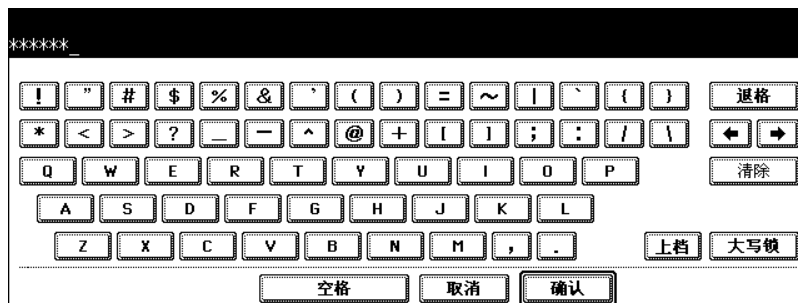 ******_
! " # $ % & ' ( ) = ~ | ` { } 退格
* < > ? _ - ^ @ + [ ] ; : / \ ← →
Q W E R T Y U I O P 清除
A S D F G H J K L
Z X C V B N M , . 上档 大写锁
空格 取消 确认